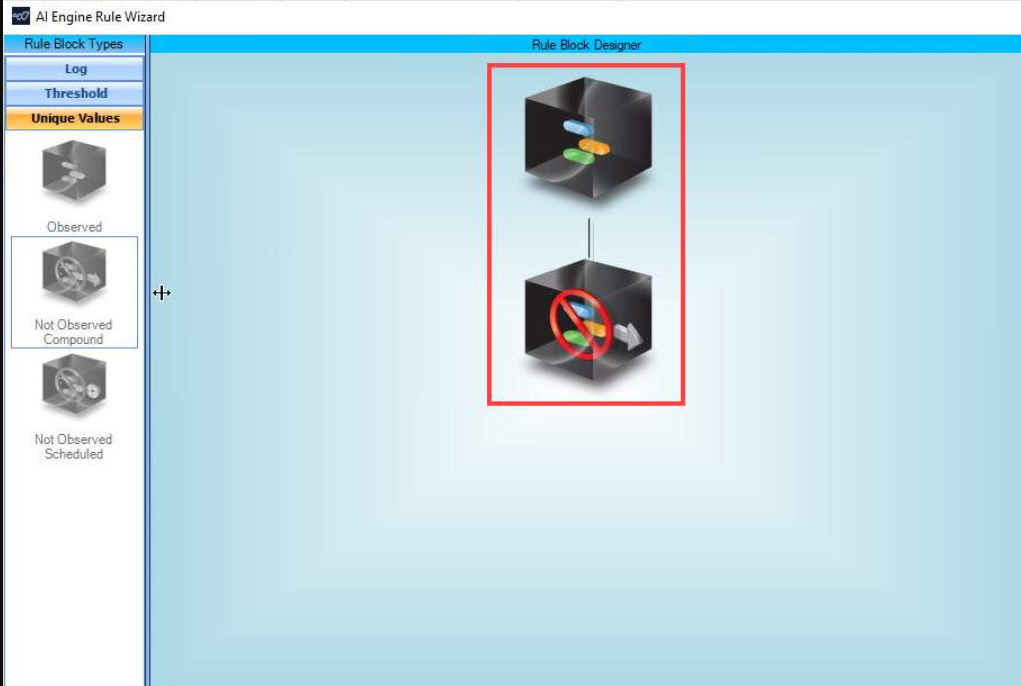 AI Engine Rule Wizard
Rule Block Types
Rule Block Designer
Log
Threshold
Unique Values
Observed
Not Observed
Compound
Not Observed
Scheduled